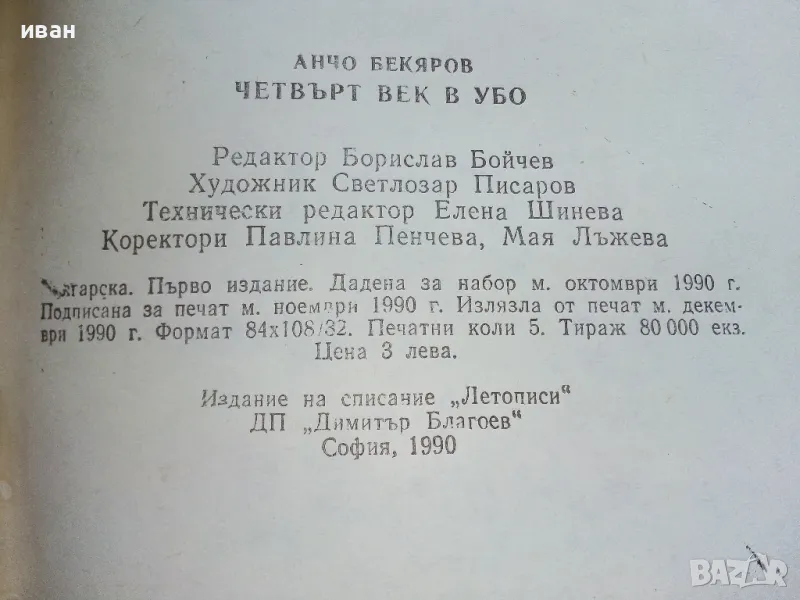 иван
АНЧО БЕКЯРОВ
ЧЕТВЪРТ ВЕК В УБО
Редактор Борислав Бойчев
Художник Светлозар Писаров
Технически редактор Елена Шинева
Коректори Павлина Пенчева, Мая Лъжева
Първо издание. Дадена за набор м. октомври 1990 г.
Подписана за печат м. ноември 1990 г. Излязла от печат м. декем-
ври 1990 г. Формат 84x108/32. Печатни коли 5. Тираж 80 000 екз.
Цена 3 лева.
Издание на списание „Летописи“
ДП „Димитър Благоев“
София, 1990
BAZAR